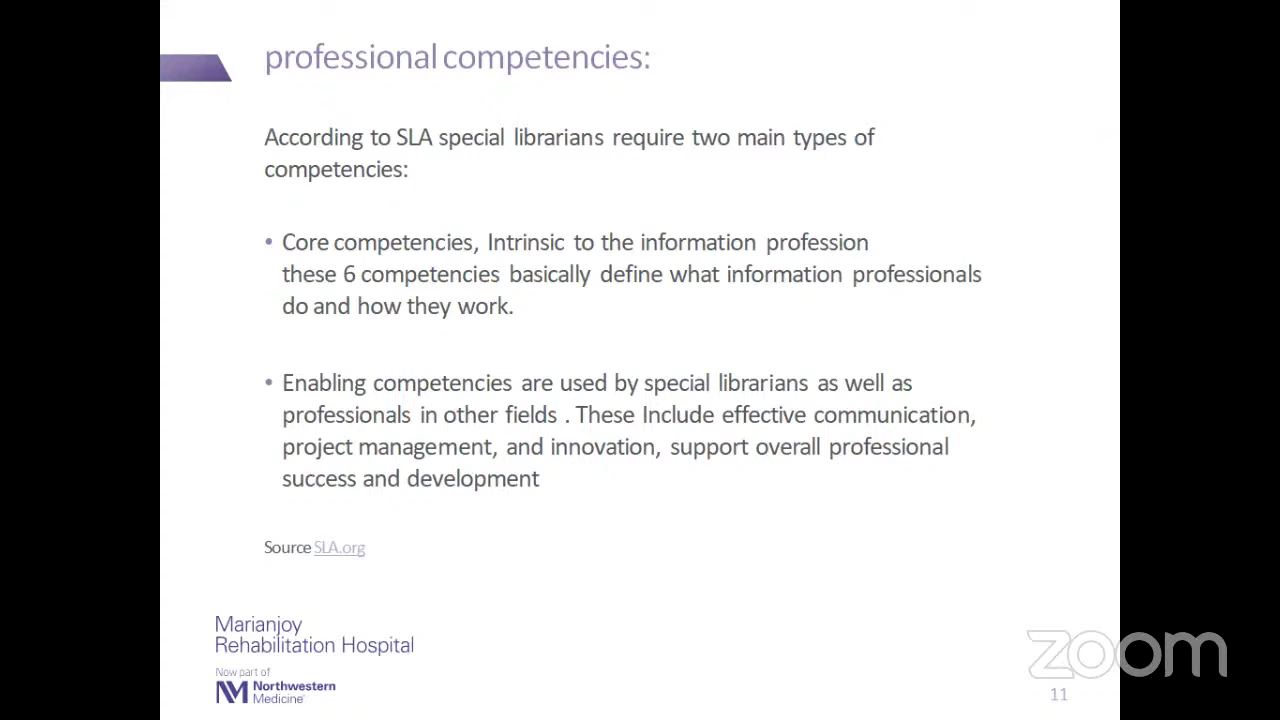 professional competencies:
According to SLA special librarians require two main types of
competencies:
• Core competencies, Intrinsic to the information profession
these 6 competencies basically define what information professionals
do and how they work.
• Enabling competencies are used by special librarians as well as
professionals in other fields . These Include effective communication,
project management, and innovation, support overall professional
success and development
Source SLA.org
Marianjoy
Rehabilitation Hospital
Now part of
NM Northwestern
Medicine
zoom
11